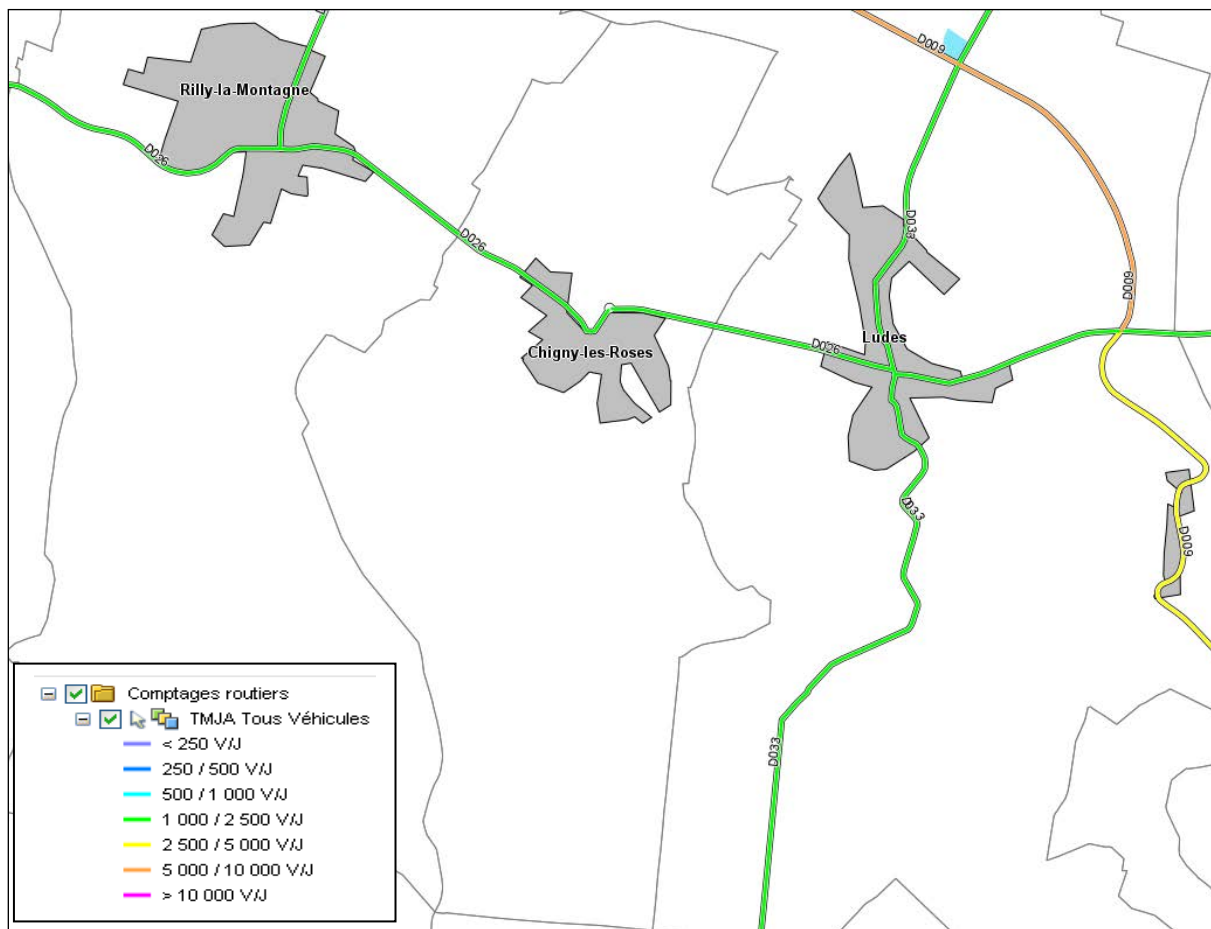 D009
Rilly-la-Montagne
D026
D026
D033
D009
Ludes
D026
Chigny-les-Roses
D033
D009
D033
Comptages routiers
TMJA Tous Véhicules
< 250 V/J
250 / 500 V/J
500 / 1 000 V/J
1 000 / 2 500 V/J
2 500 / 5 000 V/J
5 000 / 10 000 V/J
> 10 000 V/J